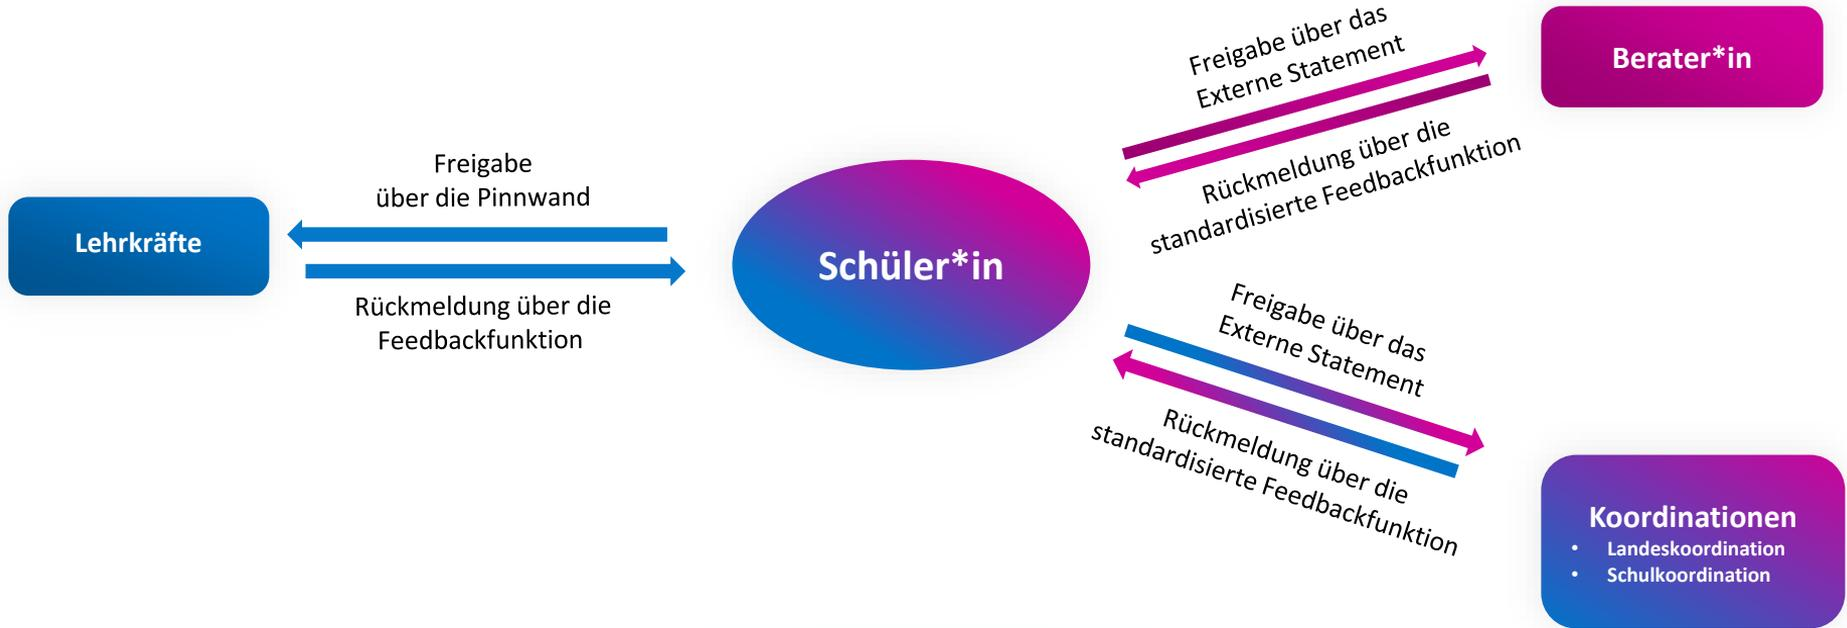 Lehrkräfte
Freigabe
über die Pinnwand
Rückmeldung über die
Feedbackfunktion
Schüler*in
Freigabe über das
Externe Statement
Rückmeldung über die
standardisierte Feedbackfunktion
Berater*in
Freigabe über das
Externe Statement
Rückmeldung über die
standardisierte Feedbackfunktion
Koordinationen
• Landeskoordination
• Schulkoordination